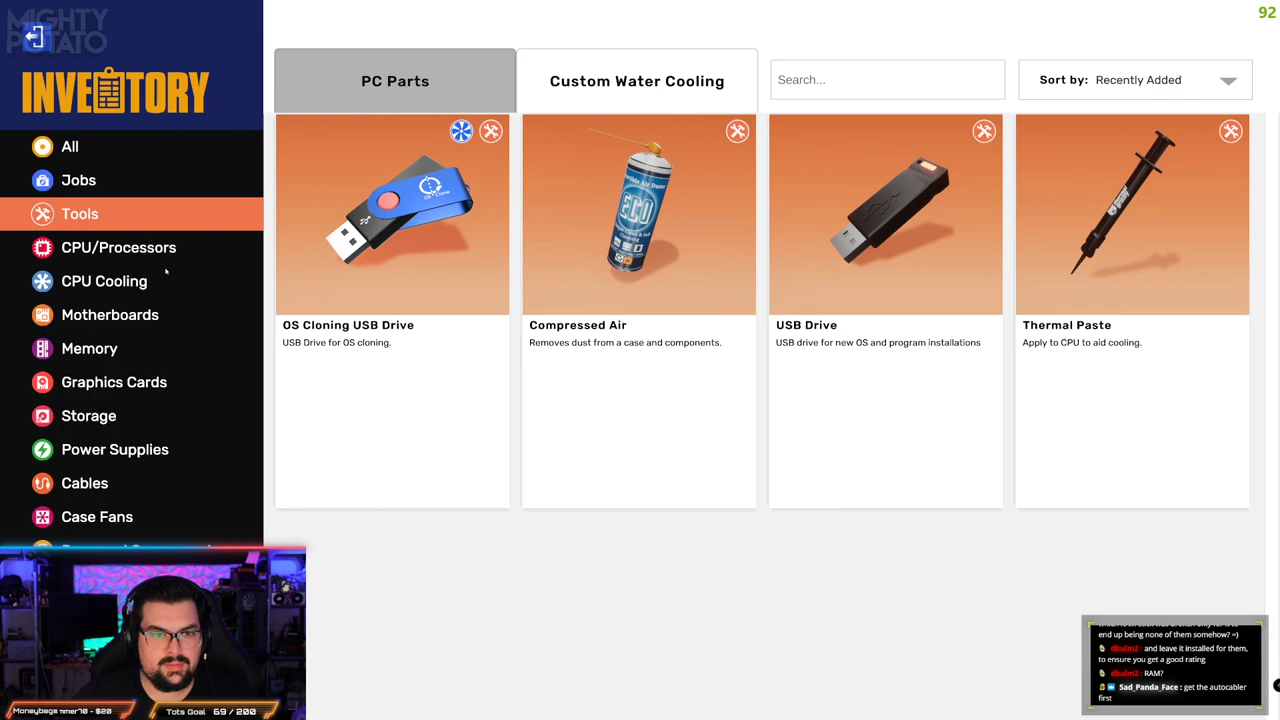 MIGHTY
POTATO
92
INVENTORY
PC Parts
Custom Water Cooling
Search...
Sort by: Recently Added
All
Jobs
Tools
CPU/Processors
CPU Cooling
Motherboards
Memory
Graphics Cards
Storage
Power Supplies
Cables
Case Fans
OS Cloning USB Drive
USB Drive for OS cloning.
Compressed Air
Removes dust from a case and components.
USB Drive
USB drive for new OS and program installations
Thermal Paste
Apply to CPU to aid cooling.
ECO
end up being none of them somehow? =)
dbulm2 : and leave it installed for them,
to ensure you get a good rating
dbulm2 : RAM?
Sad_Panda_Face : get the autocabler
first
Moneybags - $20
Tots Goal 69 / 200